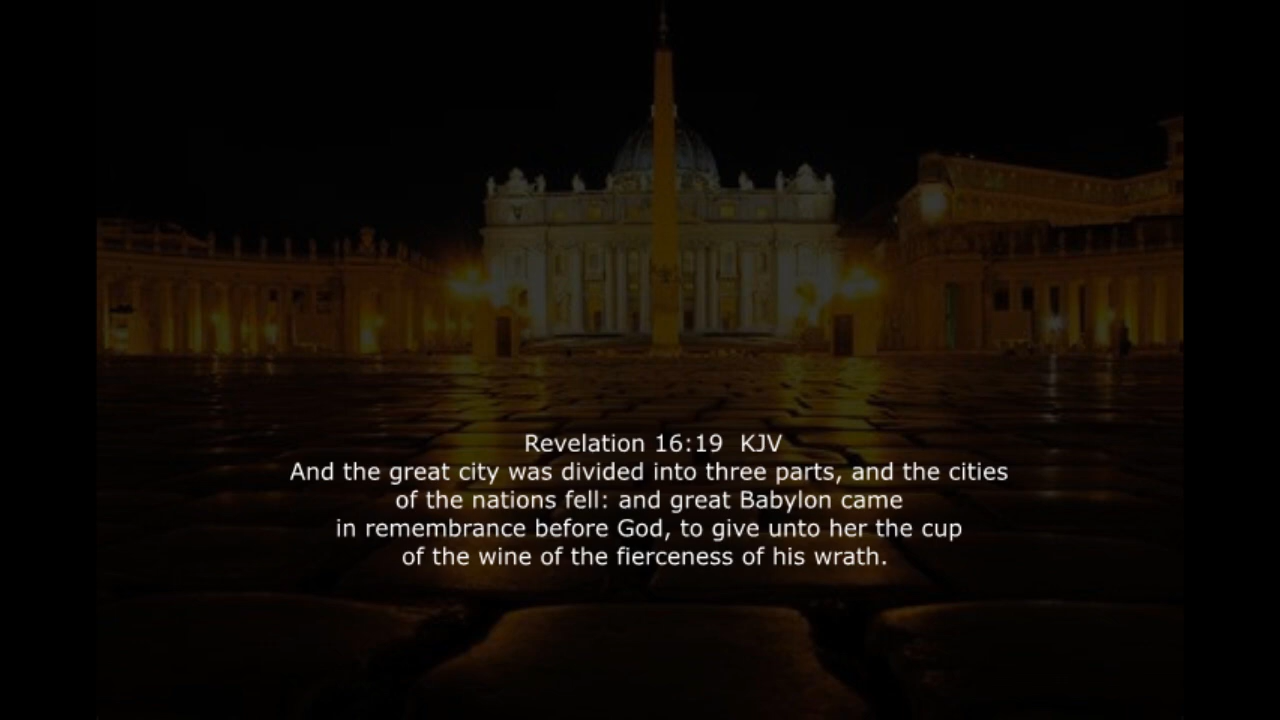 Revelation 16:19  KJV
And the great city was divided into three parts, and the cities
of the nations fell: and great Babylon came
in remembrance before God, to give unto her the cup
of the wine of the fierceness of his wrath.